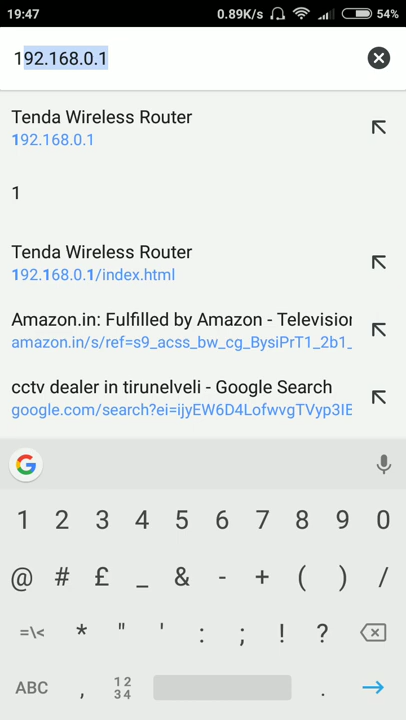 19:47 0.89K/s 54%
192.168.0.1
Tenda Wireless Router
192.168.0.1
1
Tenda Wireless Router
192.168.0.1/index.html
Amazon.in: Fulfilled by Amazon - Television
amazon.in/s/ref=s9_acss_bw_cg_BysiPrT1_2b1_
cctv dealer in tirunelveli - Google Search
google.com/search?ei=ijyEW6D4LofwvgTVyp3IE
G
1 2 3 4 5 6 7 8 9 0
@ # £ _ & - + ( ) /
=\< * " ' : ; ! ?
ABC , 12 34 .